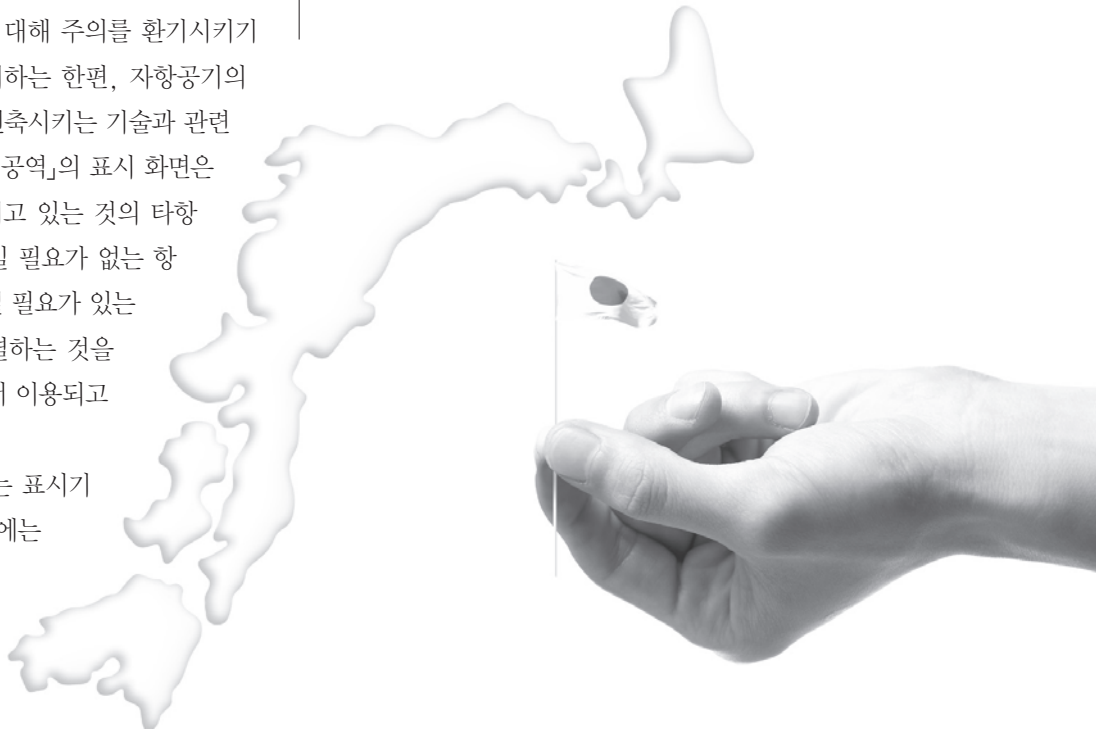 대해 주의를 환기시키기
하는 한편, 자항공기의
축시키는 기술과 관련
공역」의 표시 화면은
고 있는 것의 타항
필요가 없는 항
필요가 있는
하는 것을
이용되고
표시기
에는